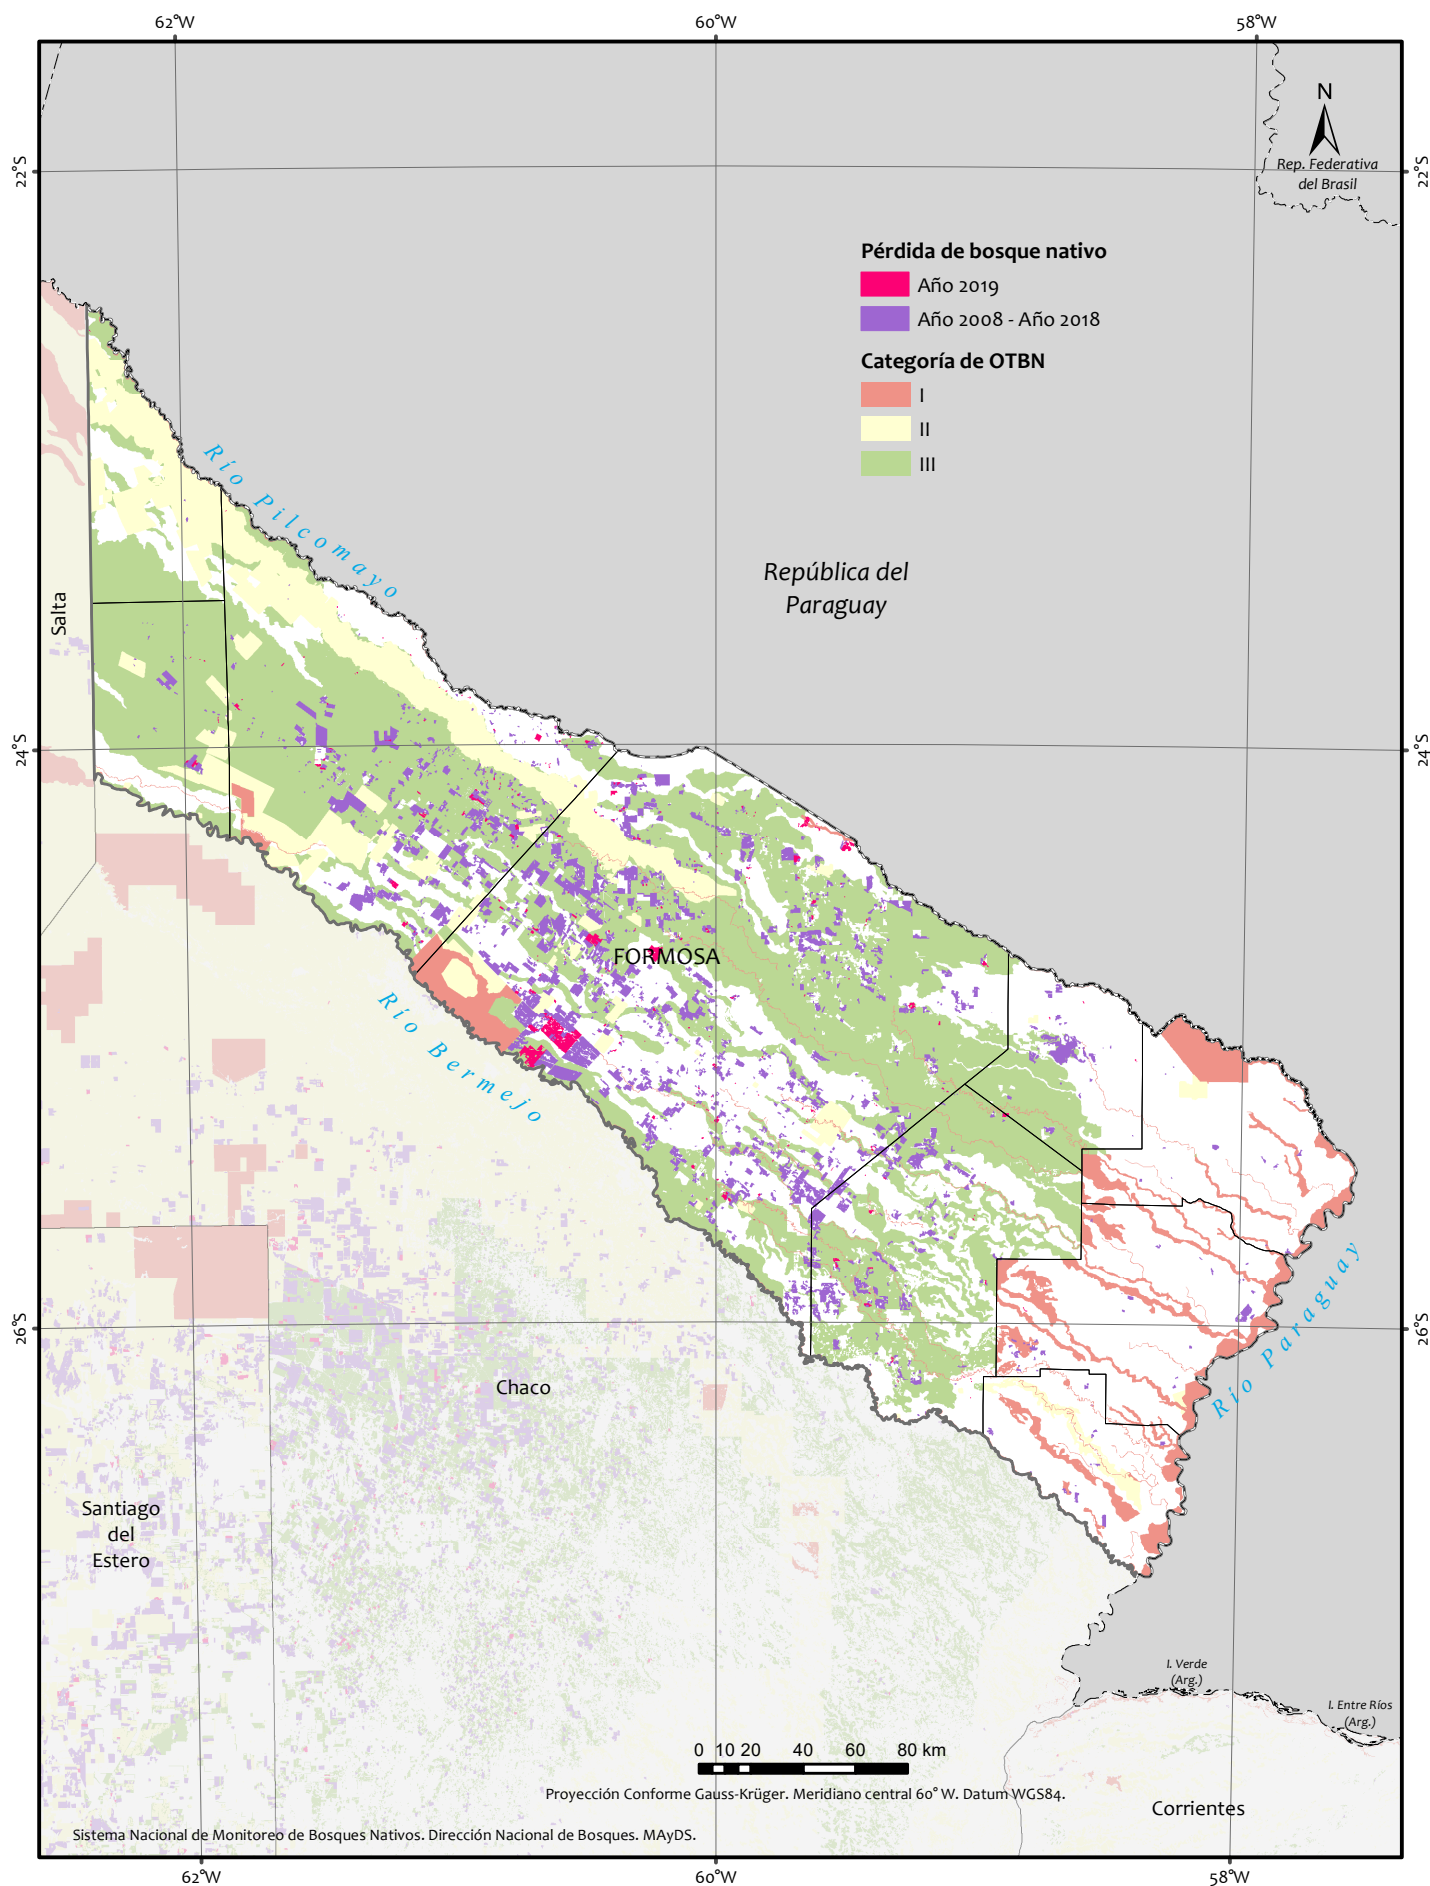 62°W
60°W
58°W
N
Rep. Federativa
del Brasil
22°S
22°S
Pérdida de bosque nativo
Año 2019
Año 2008 - Año 2018
Categoría de OTBN
I
II
III
Río Pilcomayo
República del
Paraguay
Salta
24°S
24°S
FORMOSA
Río Bermejo
Río Paraguay
26°S
26°S
Chaco
Santiago
del
Estero
I. Verde
(Arg.)
I. Entre Ríos
(Arg.)
0 10 20 40 60 80 km
Proyección Conforme Gauss-Krüger. Meridiano central 60° W. Datum WGS84.
Corrientes
Sistema Nacional de Monitoreo de Bosques Nativos. Dirección Nacional de Bosques. MAyDS.
62°W
60°W
58°W